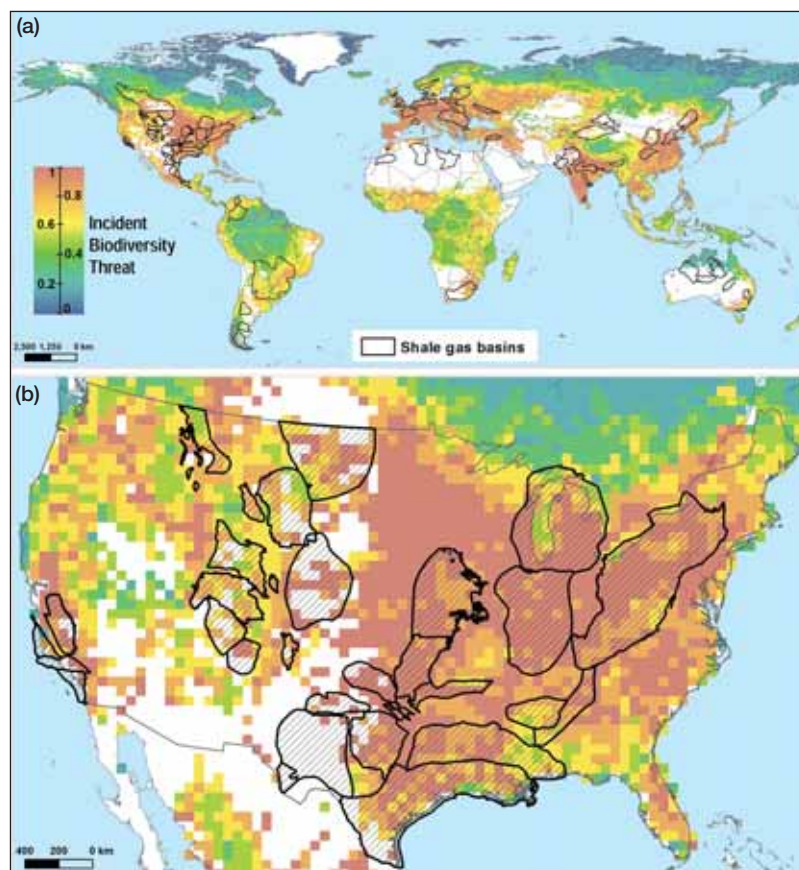 (a)
1
0.8
0.6
0.4
0.2
0
Incident
Biodiversity
Threat
2,500 1,250 0 km
Shale gas basins
(b)
400 200 0 km